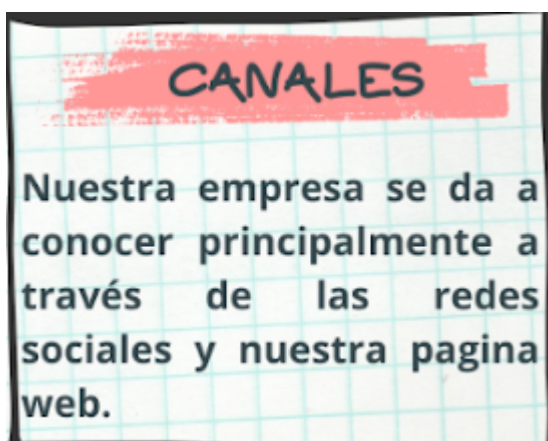 CANALES
Nuestra empresa se da a
conocer principalmente a
través de las redes
sociales y nuestra pagina
web.